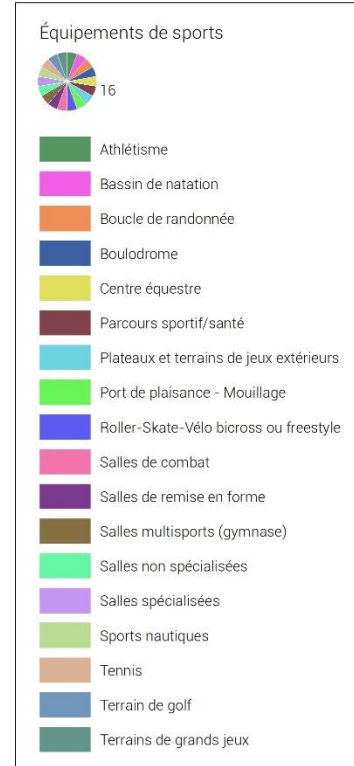 Équipements de sports
16
Athlétisme
Bassin de natation
Boucle de randonnée
Boulodrome
Centre équestre
Parcours sportif/santé
Plateaux et terrains de jeux extérieurs
Port de plaisance - Mouillage
Roller-Skate-Vélo bicross ou freestyle
Salles de combat
Salles de remise en forme
Salles multisports (gymnase)
Salles non spécialisées
Salles spécialisées
Sports nautiques
Tennis
Terrain de golf
Terrains de grands jeux